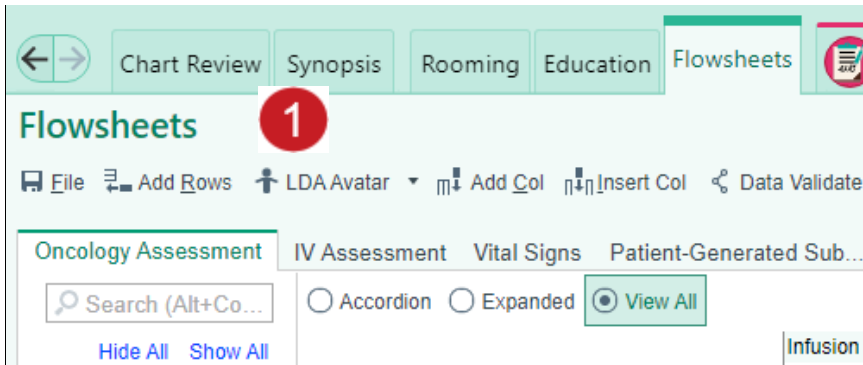 Chart Review Synopsis Rooming Education Flowsheets
Flowsheets 1
File Add Rows LDA Avatar Add Col Insert Col Data Validate
Oncology Assessment IV Assessment Vital Signs Patient-Generated Sub...
Search (Alt+Co... Accordion Expanded View All
Hide All Show All Infusion